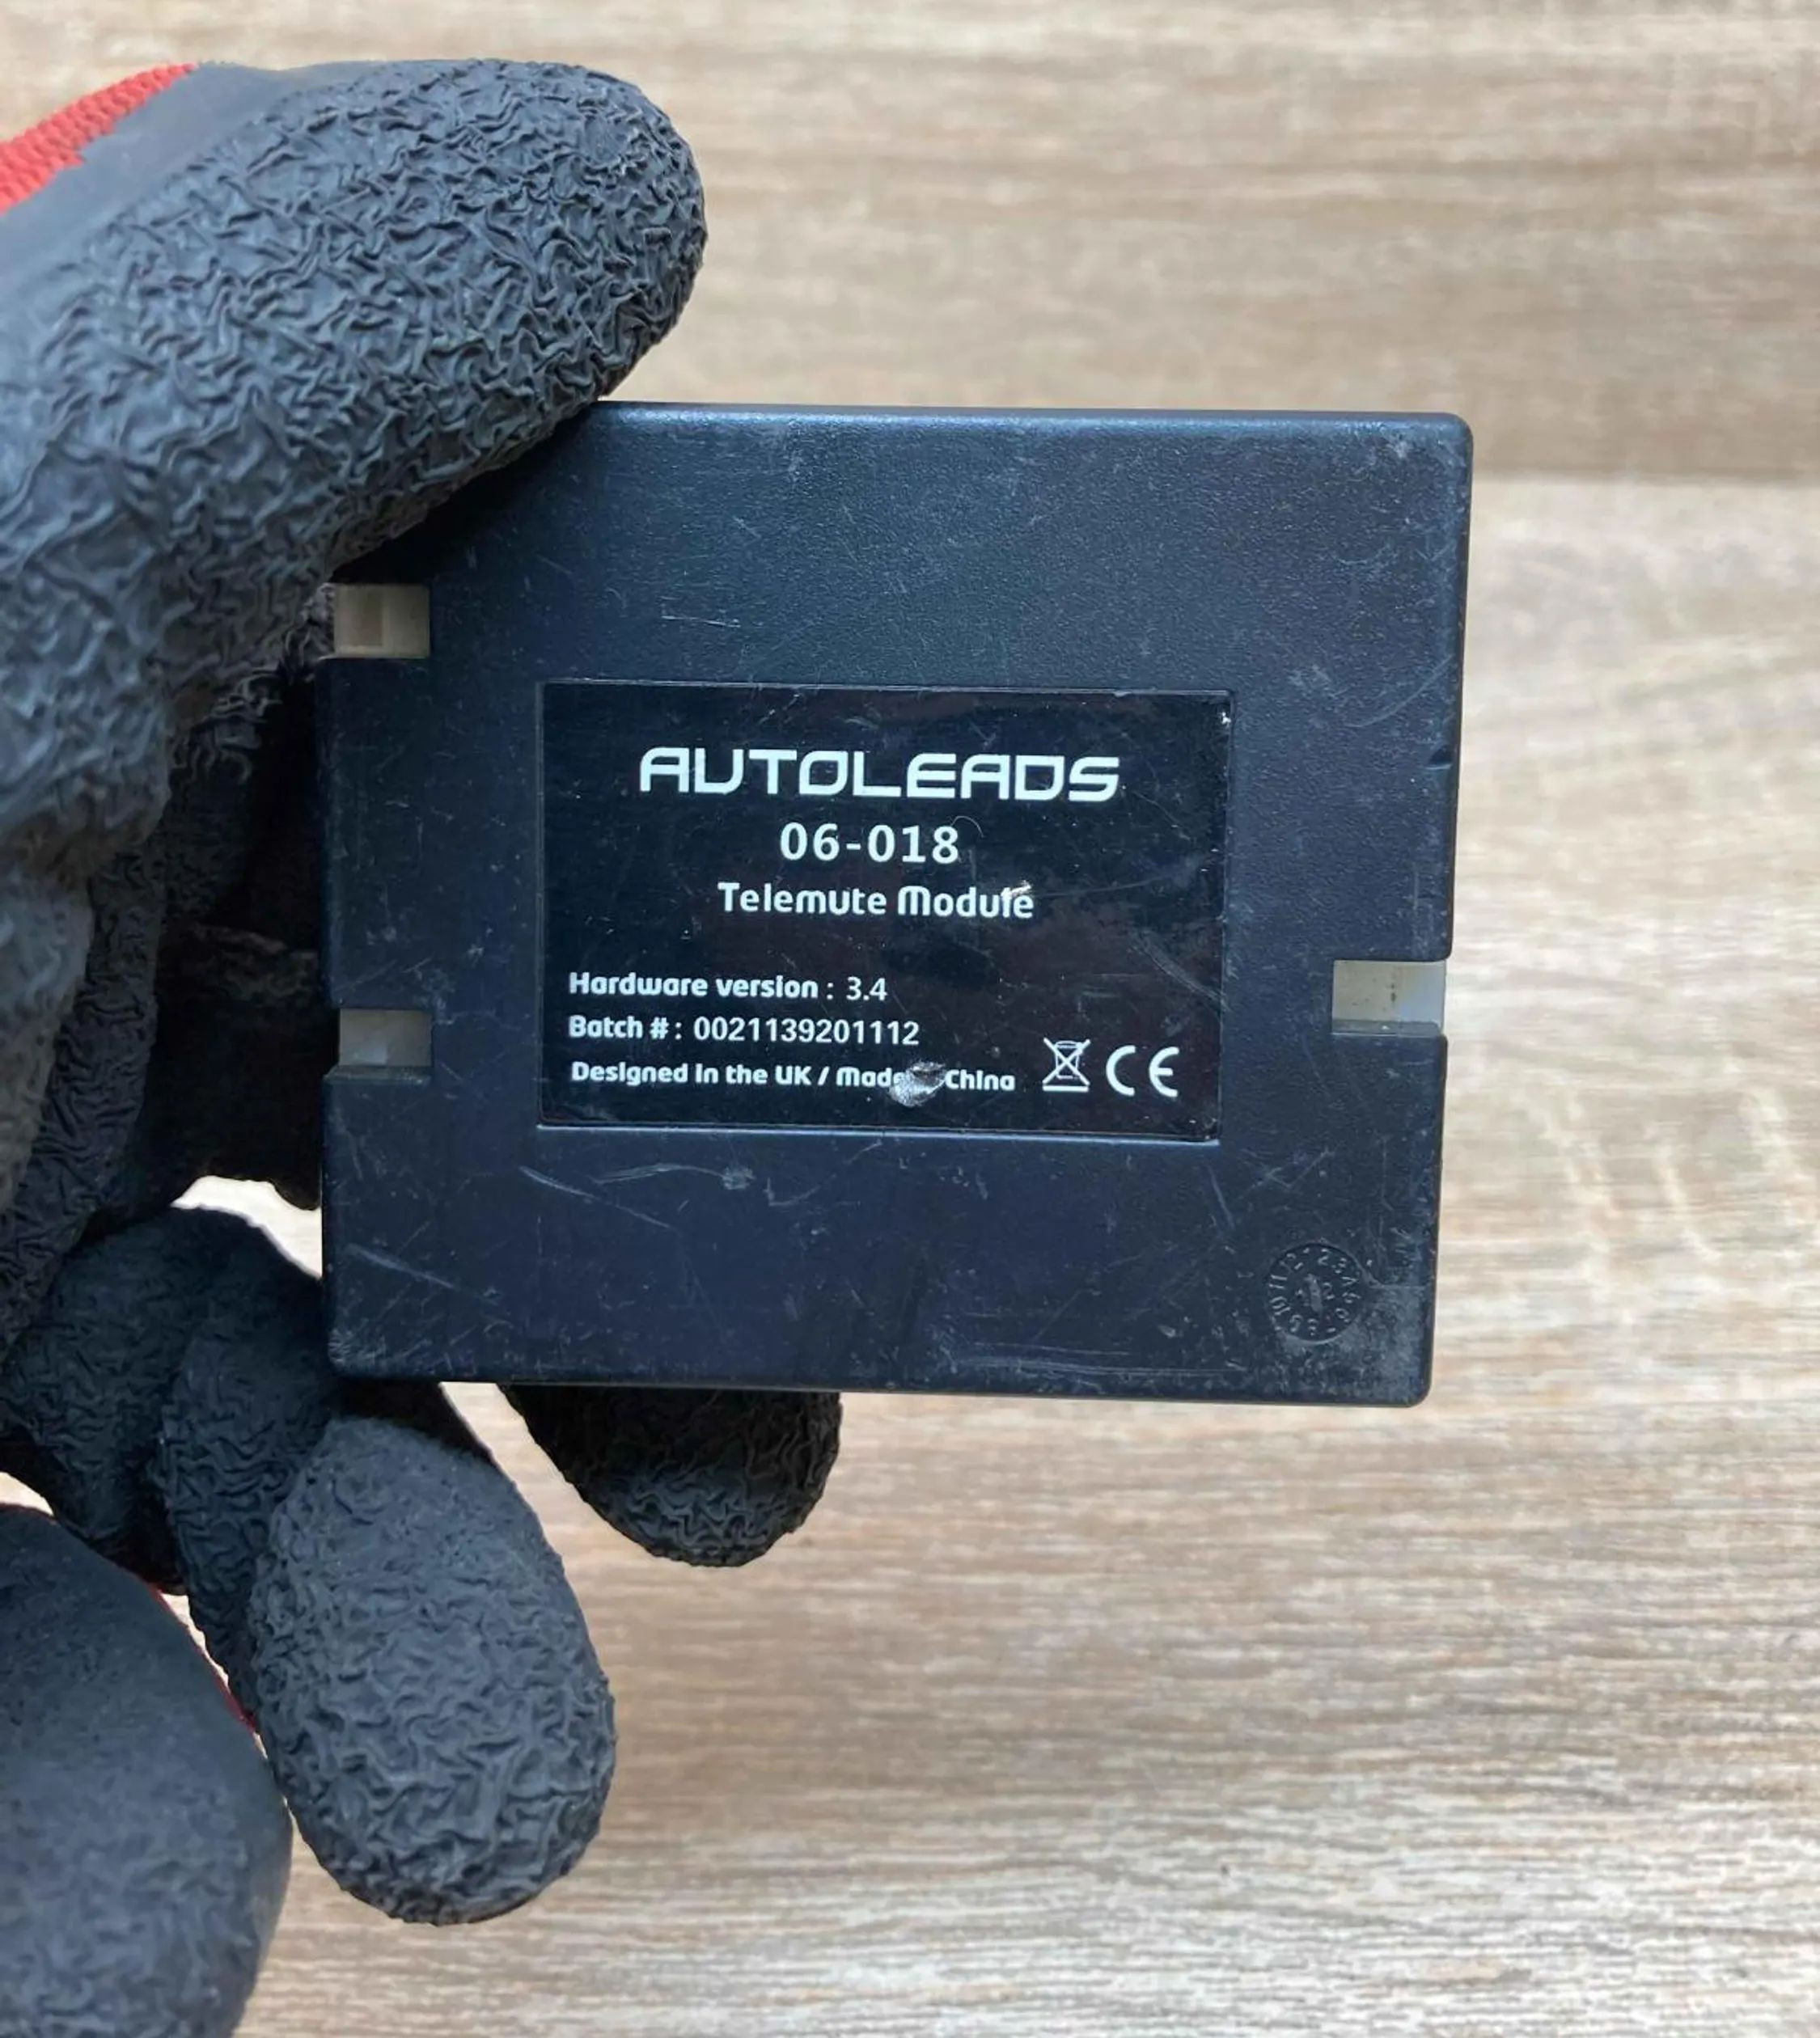 AUTOLEADS
06-018
Telemute Module
Hardware version : 3.4
Batch # : 0021139201112
Designed in the UK / Made China
CE